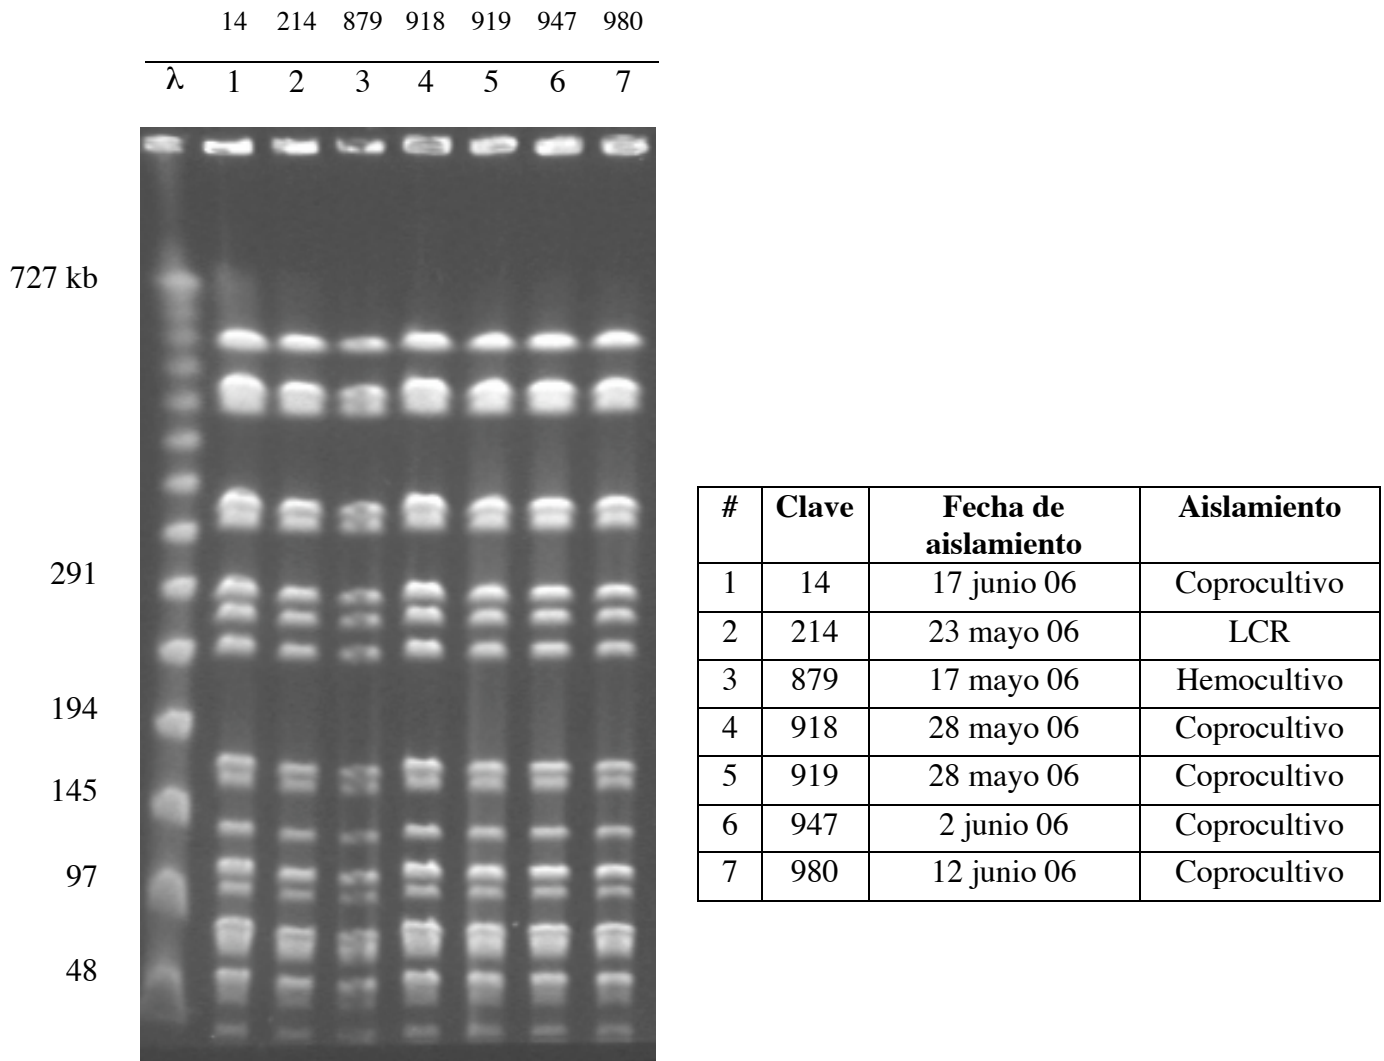 14 214 879 918 919 947 980
λ 1 2 3 4 5 6 7
727 kb
291
194
145
97
48
# Clave Fecha de aislamiento Aislamiento
1 14 17 junio 06 Coprocultivo
2 214 23 mayo 06 LCR
3 879 17 mayo 06 Hemocultivo
4 918 28 mayo 06 Coprocultivo
5 919 28 mayo 06 Coprocultivo
6 947 2 junio 06 Coprocultivo
7 980 12 junio 06 Coprocultivo